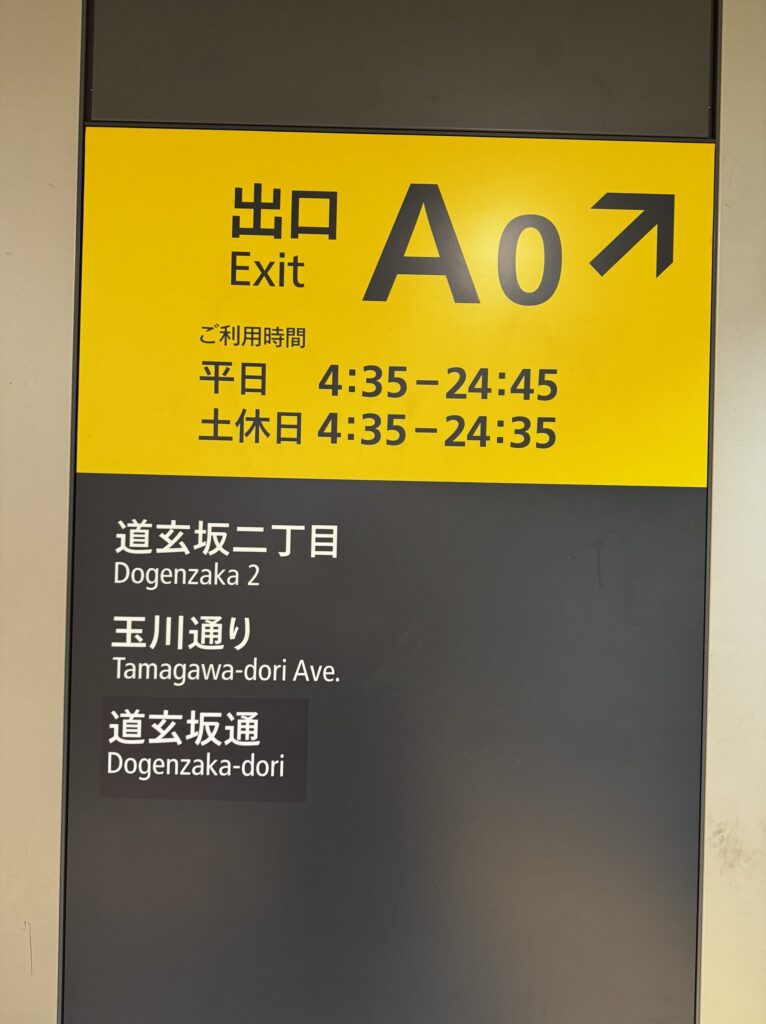 出口 A0
Exit
ご利用時間
平日 4:35-24:45
土休日 4:35-24:35
道玄坂二丁目
Dogenzaka 2
玉川通り
Tamagawa-dori Ave.
道玄坂通
Dogenzaka-dori